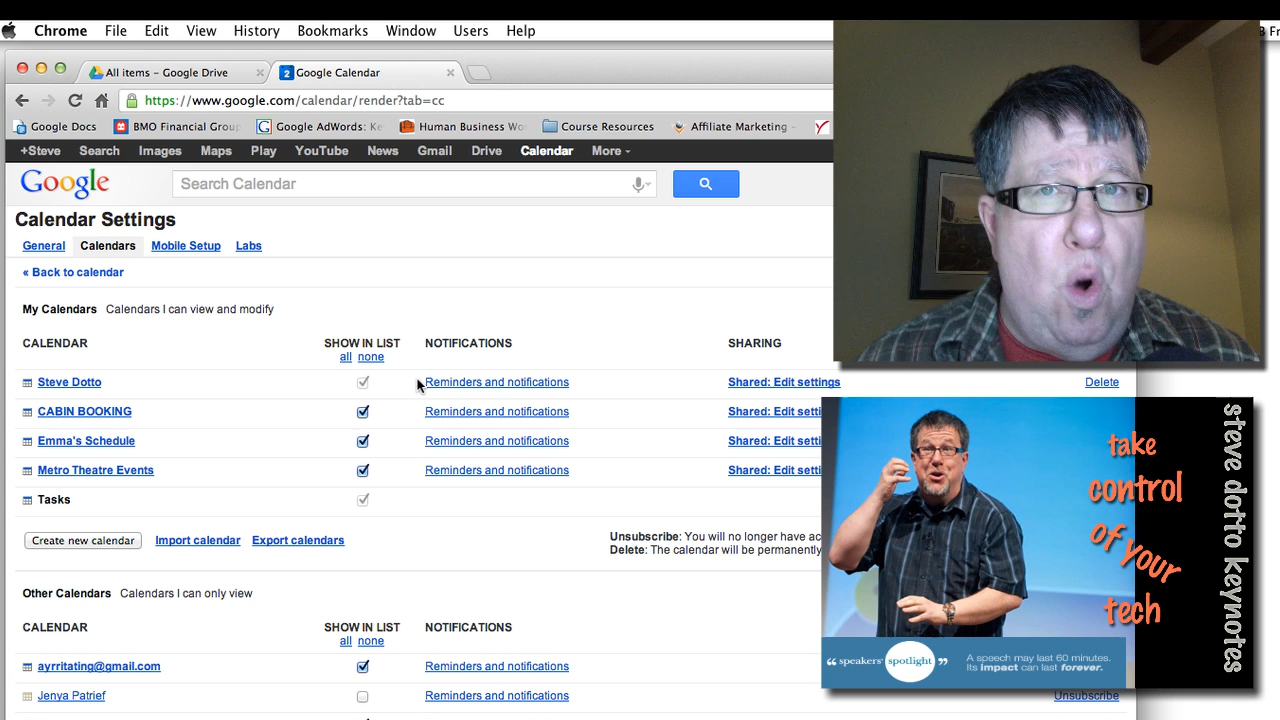 Chrome File Edit View History Bookmarks Window Users Help
All items - Google Drive
2 Google Calendar
https://www.google.com/calendar/render?tab=cc
Google Docs BMO Financial Group Google AdWords: Ke Human Business Wo Course Resources Affiliate Marketing -
+Steve Search Images Maps Play YouTube News Gmail Drive Calendar More
Google Search Calendar
Calendar Settings
General Calendars Mobile Setup Labs
« Back to calendar
My Calendars Calendars I can view and modify
CALENDAR SHOW IN LIST NOTIFICATIONS SHARING
all none
Steve Dotto Reminders and notifications Shared: Edit settings Delete
CABIN BOOKING Reminders and notifications Shared: Edit setti
Emma's Schedule Reminders and notifications Shared: Edit setti
Metro Theatre Events Reminders and notifications Shared: Edit setti
Tasks
Create new calendar Import calendar Export calendars
Unsubscribe: You will no longer have ac
Delete: The calendar will be permanently
Other Calendars Calendars I can only view
CALENDAR SHOW IN LIST NOTIFICATIONS
all none
ayrritating@gmail.com Reminders and notifications
Jenya Patrief Reminders and notifications Unsubscribe
take
control
of your
tech
steve dotto keynotes
“ speakers' spotlight ”
A speech may last 60 minutes.
Its impact can last forever.